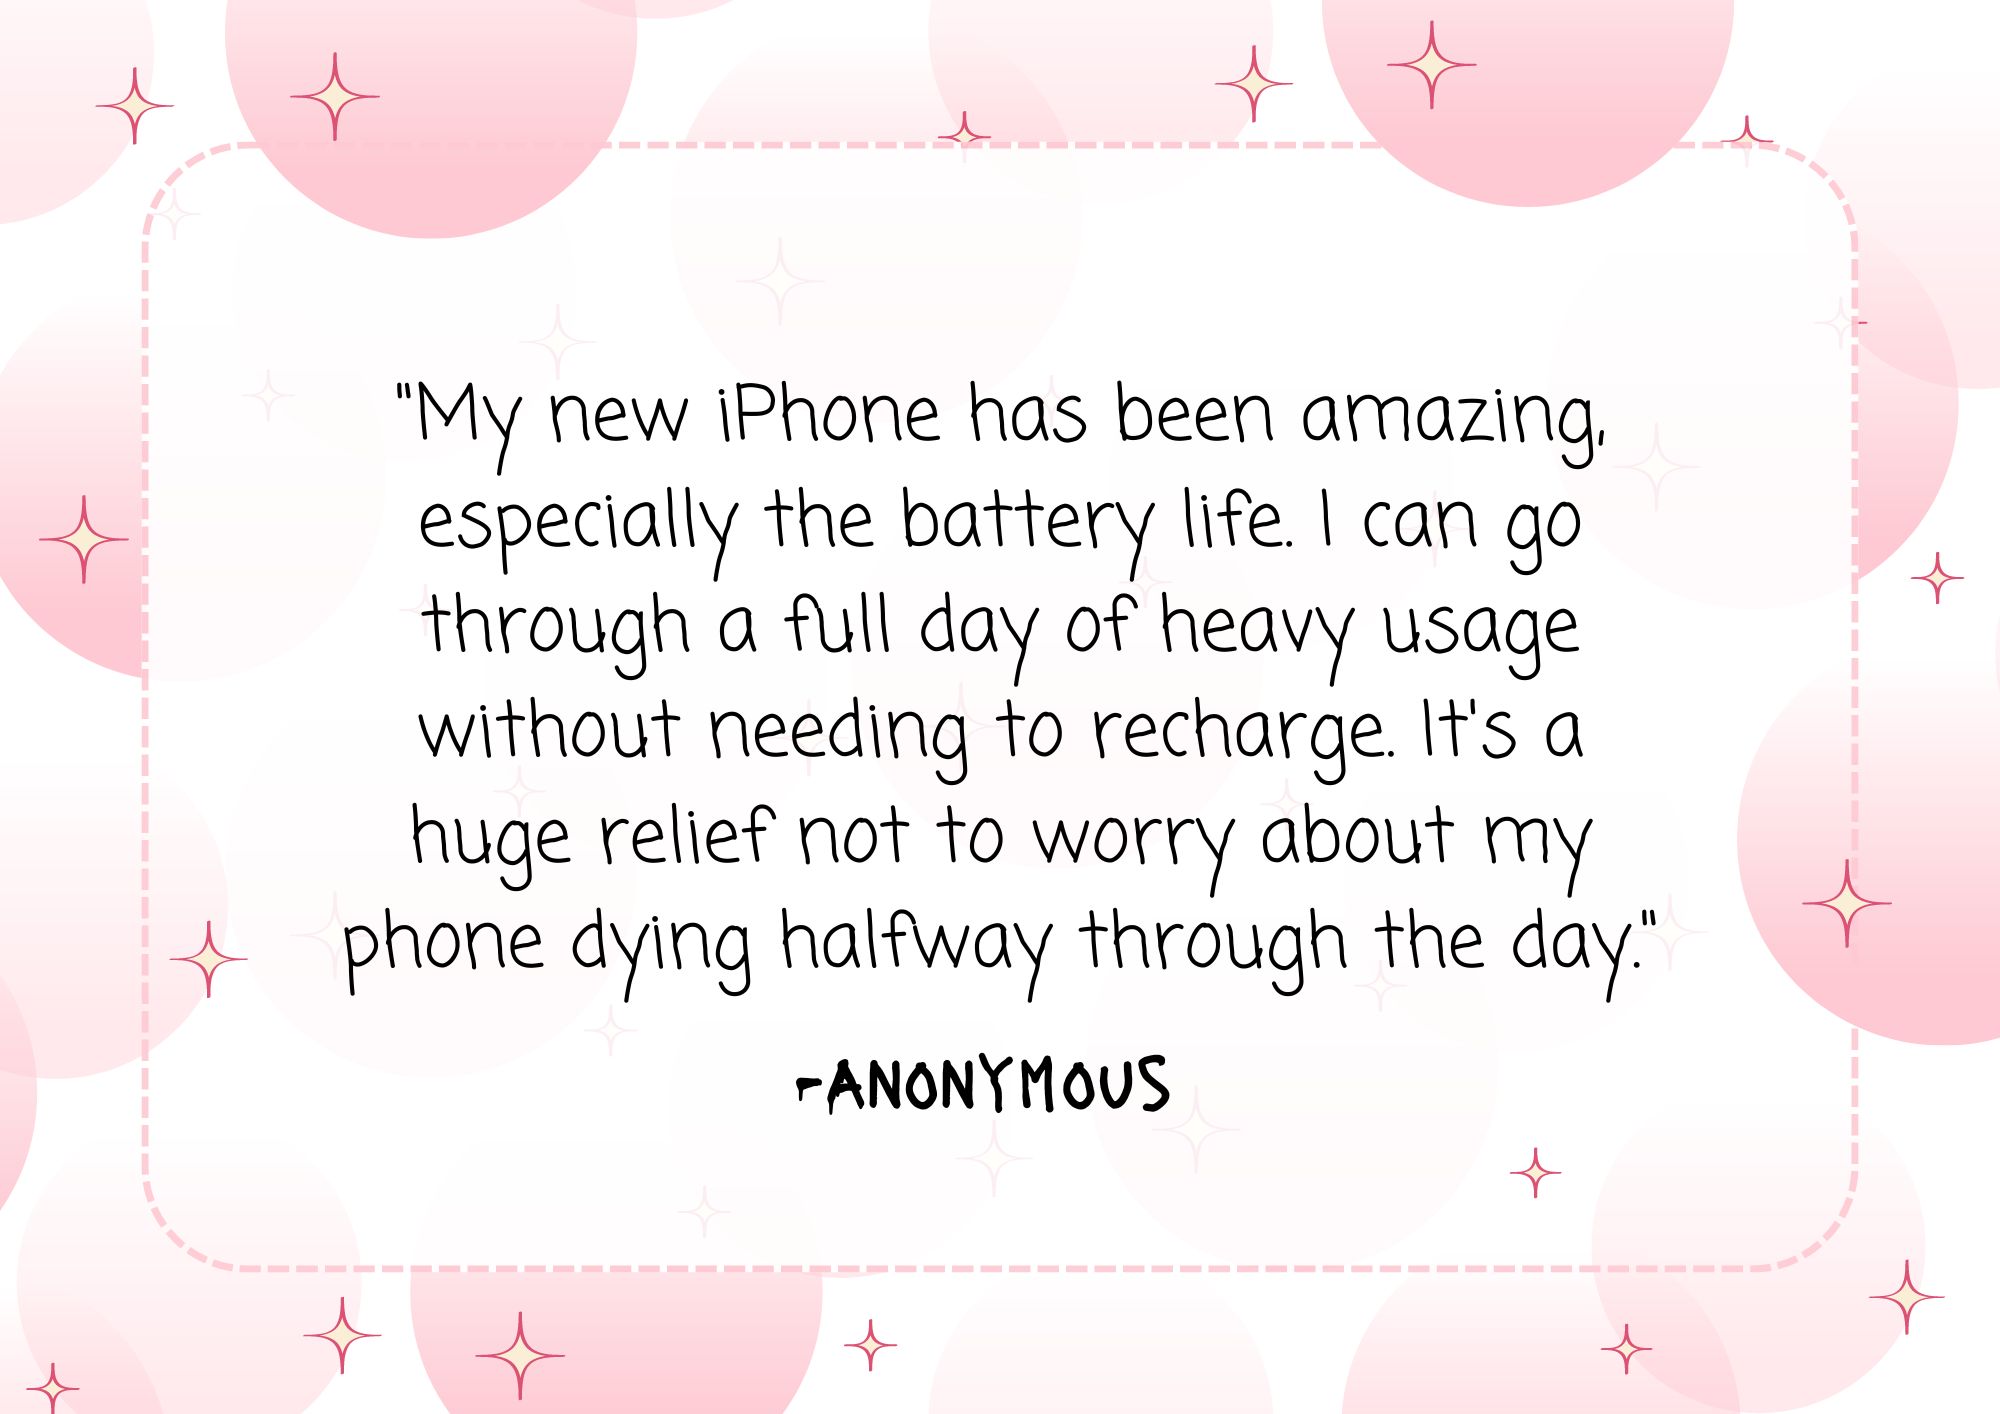 "My new iPhone has been amazing,
especially the battery life. I can go
through a full day of heavy usage
without needing to recharge. It's a
huge relief not to worry about my
phone dying halfway through the day."
-ANONYMOUS